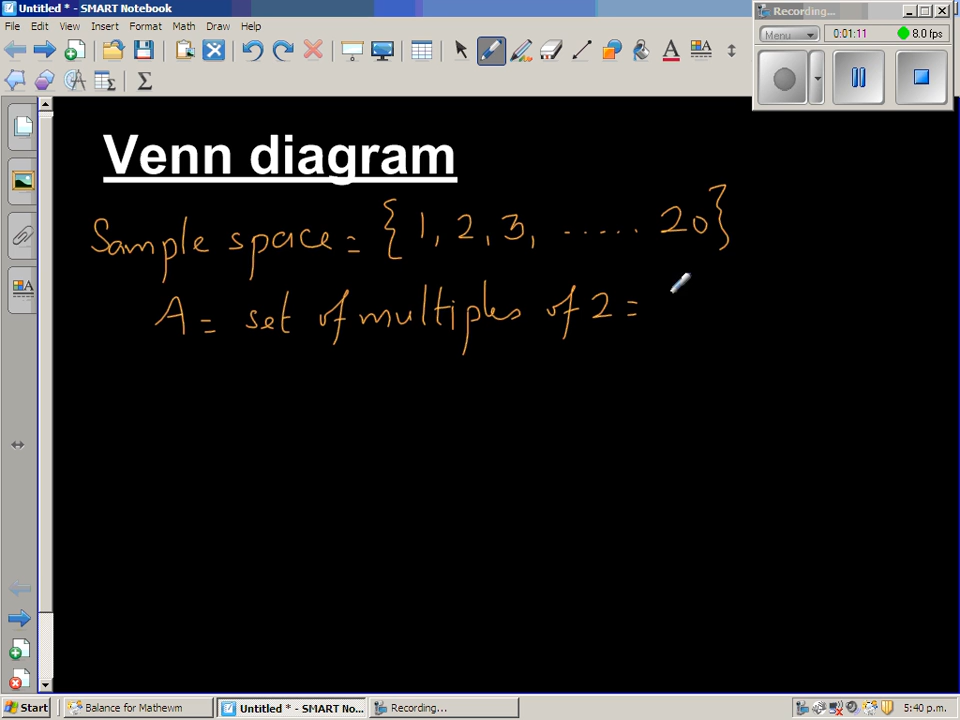 Untitled * - SMART Notebook
Recording...
File Edit View Insert Format Math Draw Help
Menu 0:01:11 8.0 fps
Venn diagram
Sample space = { 1, 2, 3, ..... 20 }
A = set of multiples of 2 =
Start Balance for Mathewm Untitled * - SMART No... Recording... 5:40 p.m.